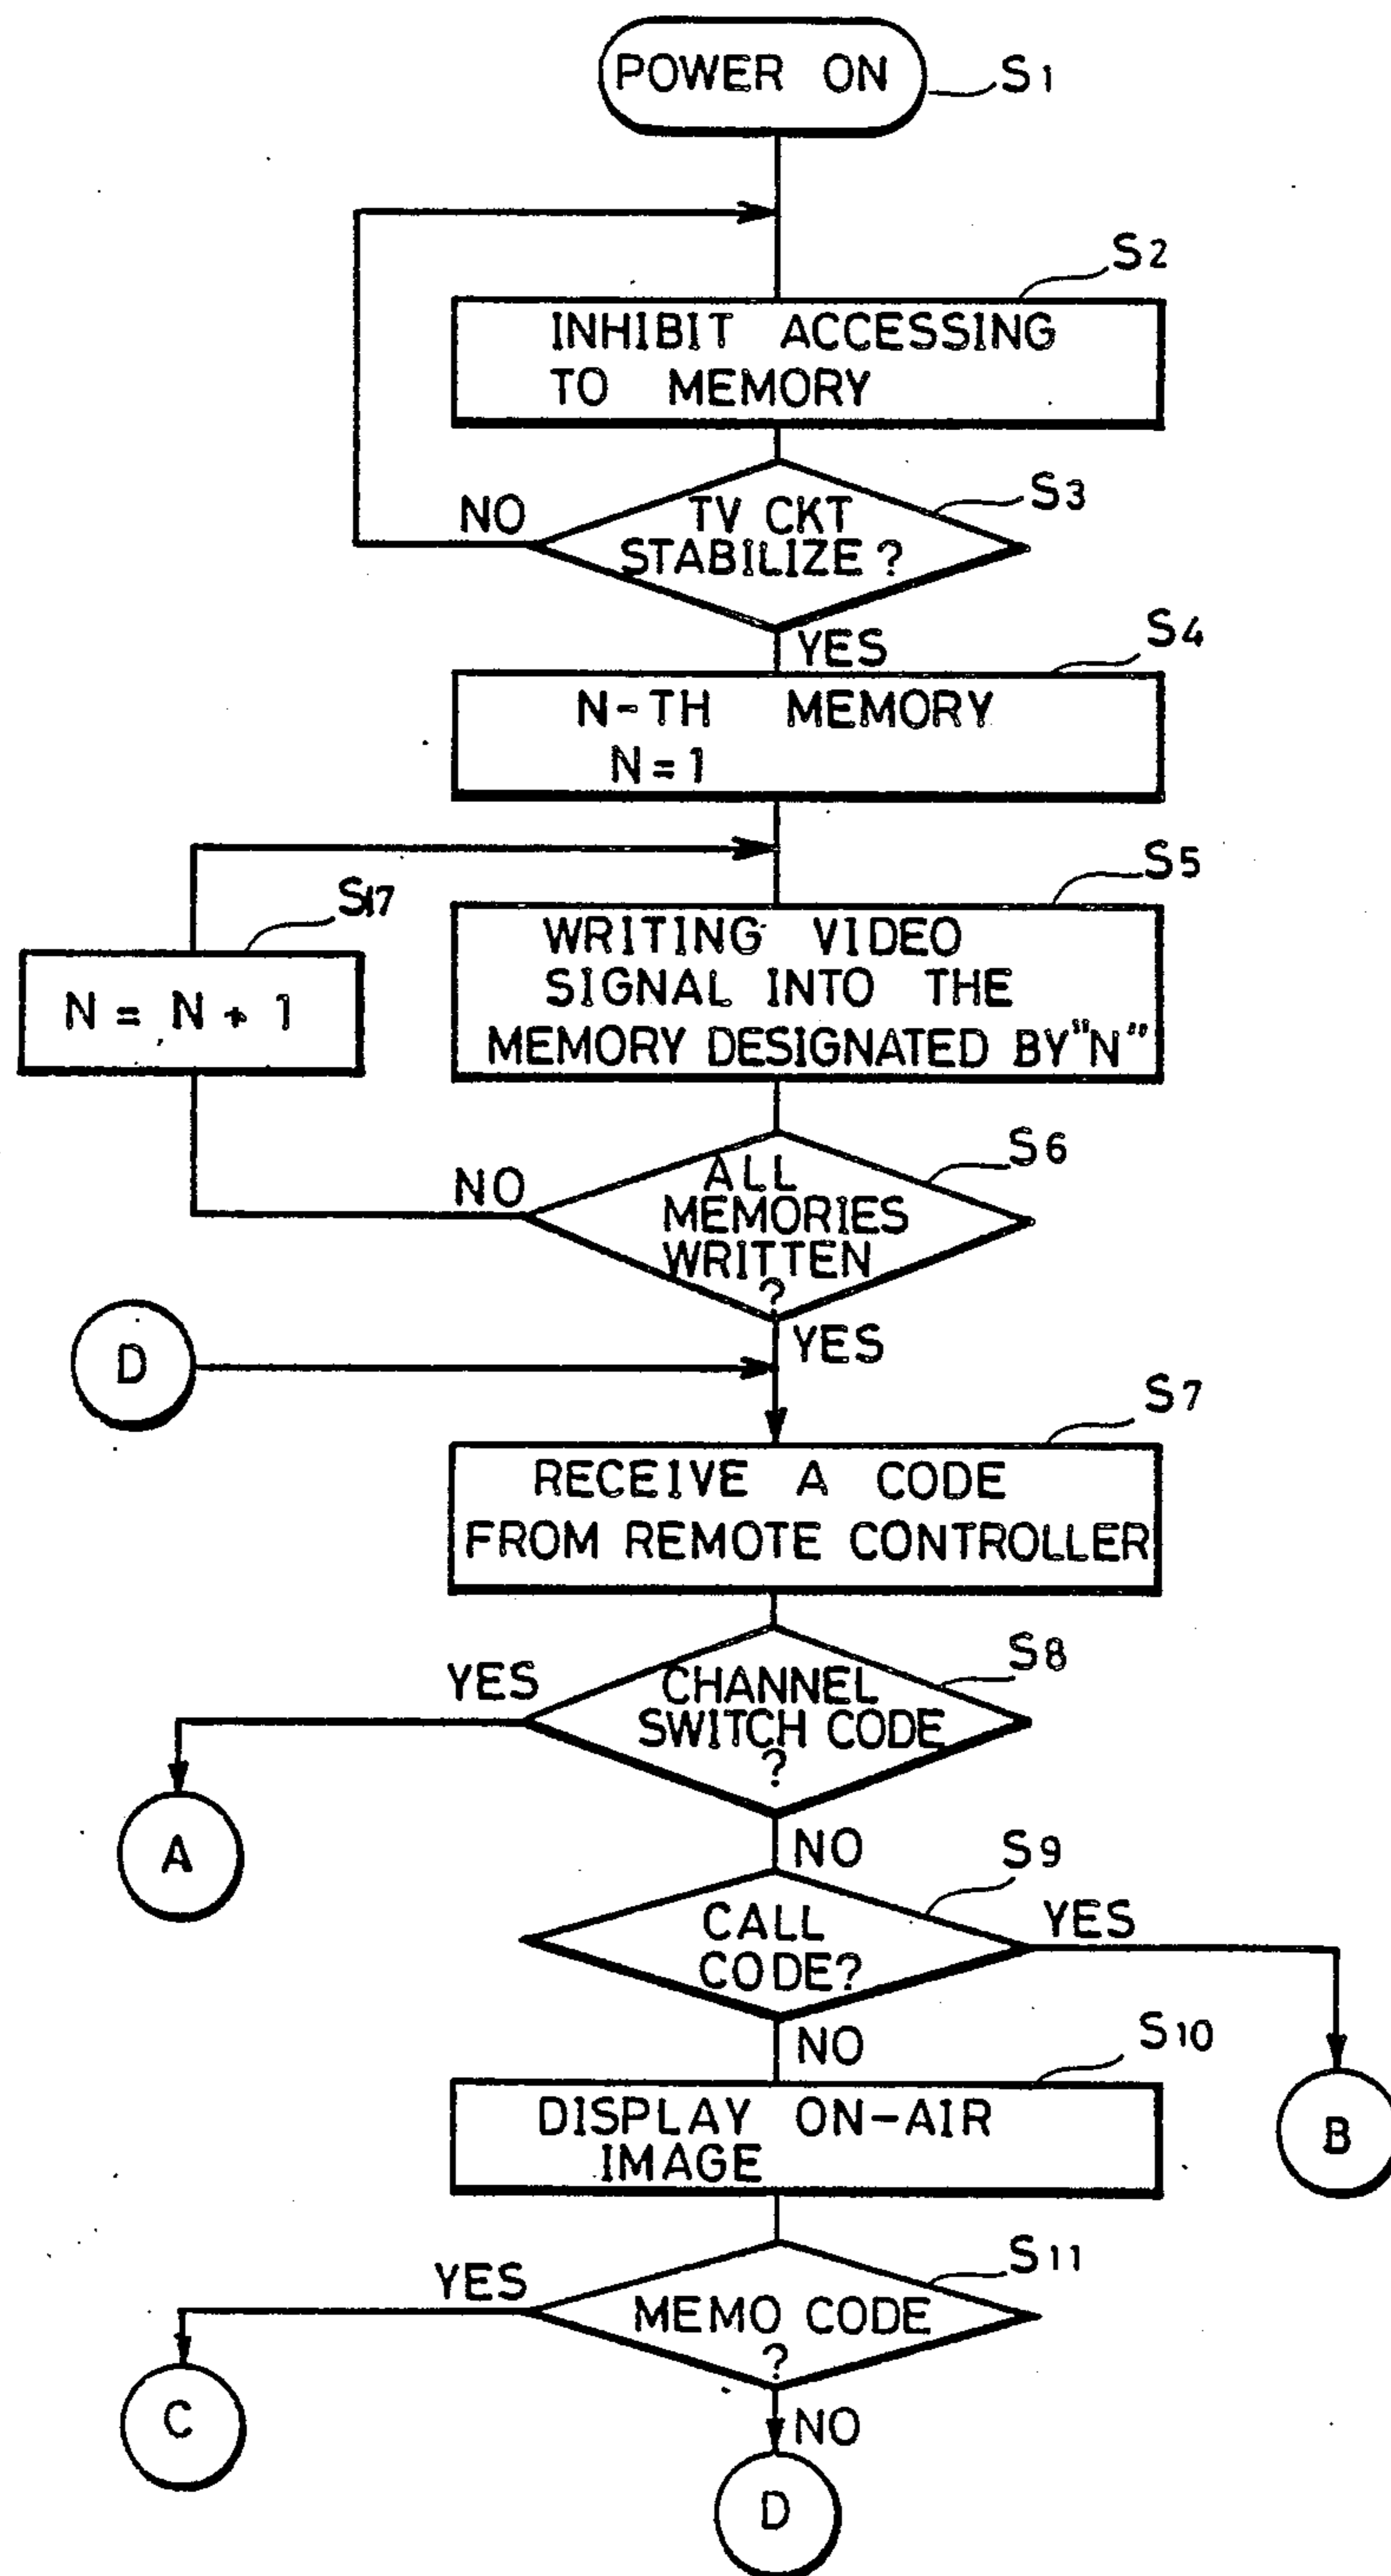 POWER ON
S1
S2
INHIBIT ACCESSING
TO MEMORY
S3
NO
TV CKT
STABILIZE?
YES
S4
N-TH MEMORY
N=1
S5
S17
WRITING VIDEO
SIGNAL INTO THE
MEMORY DESIGNATED BY "N"
N = N + 1
S6
NO
ALL
MEMORIES
WRITTEN
?
YES
D
S7
RECEIVE A CODE
FROM REMOTE CONTROLLER
S8
YES
CHANNEL
SWITCH CODE
?
A
NO
S9
CALL
CODE?
YES
NO
S10
DISPLAY ON-AIR
IMAGE
B
S11
YES
MEMO CODE
?
C
NO
D